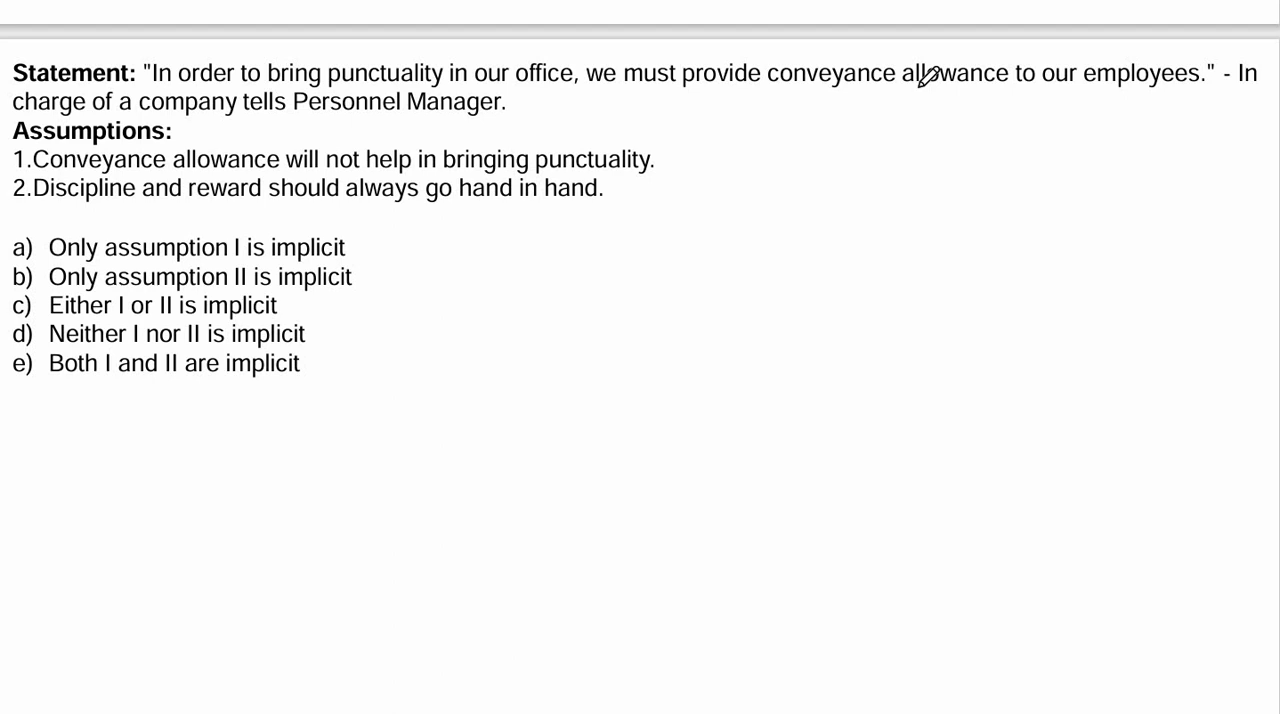 Statement: "In order to bring punctuality in our office, we must provide conveyance allowance to our employees." - In
charge of a company tells Personnel Manager.
Assumptions:
1.Conveyance allowance will not help in bringing punctuality.
2.Discipline and reward should always go hand in hand.
a) Only assumption I is implicit
b) Only assumption II is implicit
c) Either I or II is implicit
d) Neither I nor II is implicit
e) Both I and II are implicit